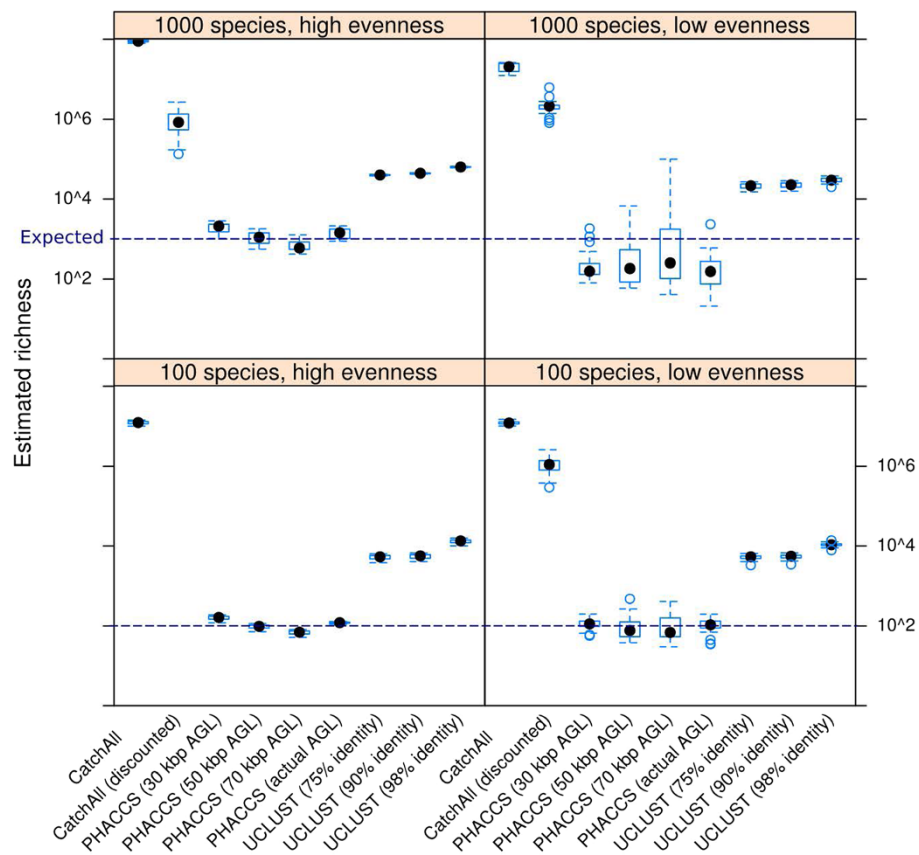 1000 species, high evenness
1000 species, low evenness
10^6
10^4
Expected
10^2
Estimated richness
100 species, high evenness
100 species, low evenness
10^6
10^4
10^2
CatchAll
CatchAll (discounted)
PHACCS (30 kbp AGL)
PHACCS (50 kbp AGL)
PHACCS (70 kbp AGL)
PHACCS (actual AGL)
UCLUST (75% identity)
UCLUST (90% identity)
UCLUST (98% identity)
CatchAll
CatchAll (discounted)
PHACCS (30 kbp AGL)
PHACCS (50 kbp AGL)
PHACCS (70 kbp AGL)
PHACCS (actual AGL)
UCLUST (75% identity)
UCLUST (90% identity)
UCLUST (98% identity)